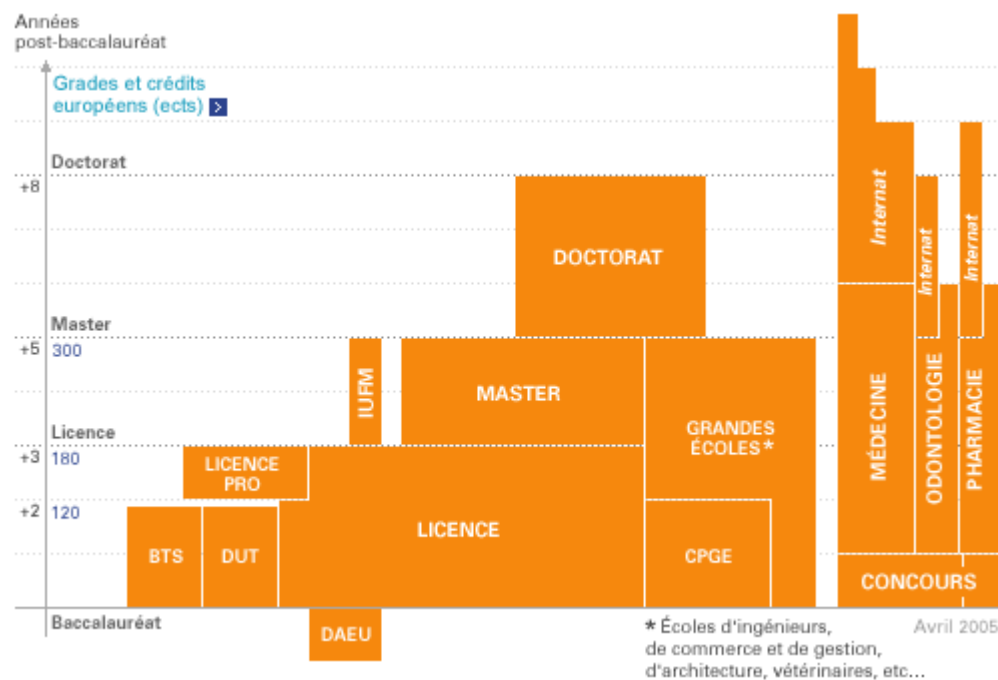 Années
post-baccalauréat
Grades et crédits
européens (ects)
Doctorat
+8
Internat
Internat
Internat
DOCTORAT
Master
+5
300
IUFM
MASTER
GRANDES
ÉCOLES*
MÉDECINE
ODONTOLOGIE
PHARMACIE
Licence
+3
180
LICENCE
PRO
+2
120
LICENCE
BTS
DUT
CPGE
CONCOURS
Baccalauréat
DAEU
* Écoles d'ingénieurs,
de commerce et de gestion,
d'architecture, vétérinaires, etc...
Avril 2005